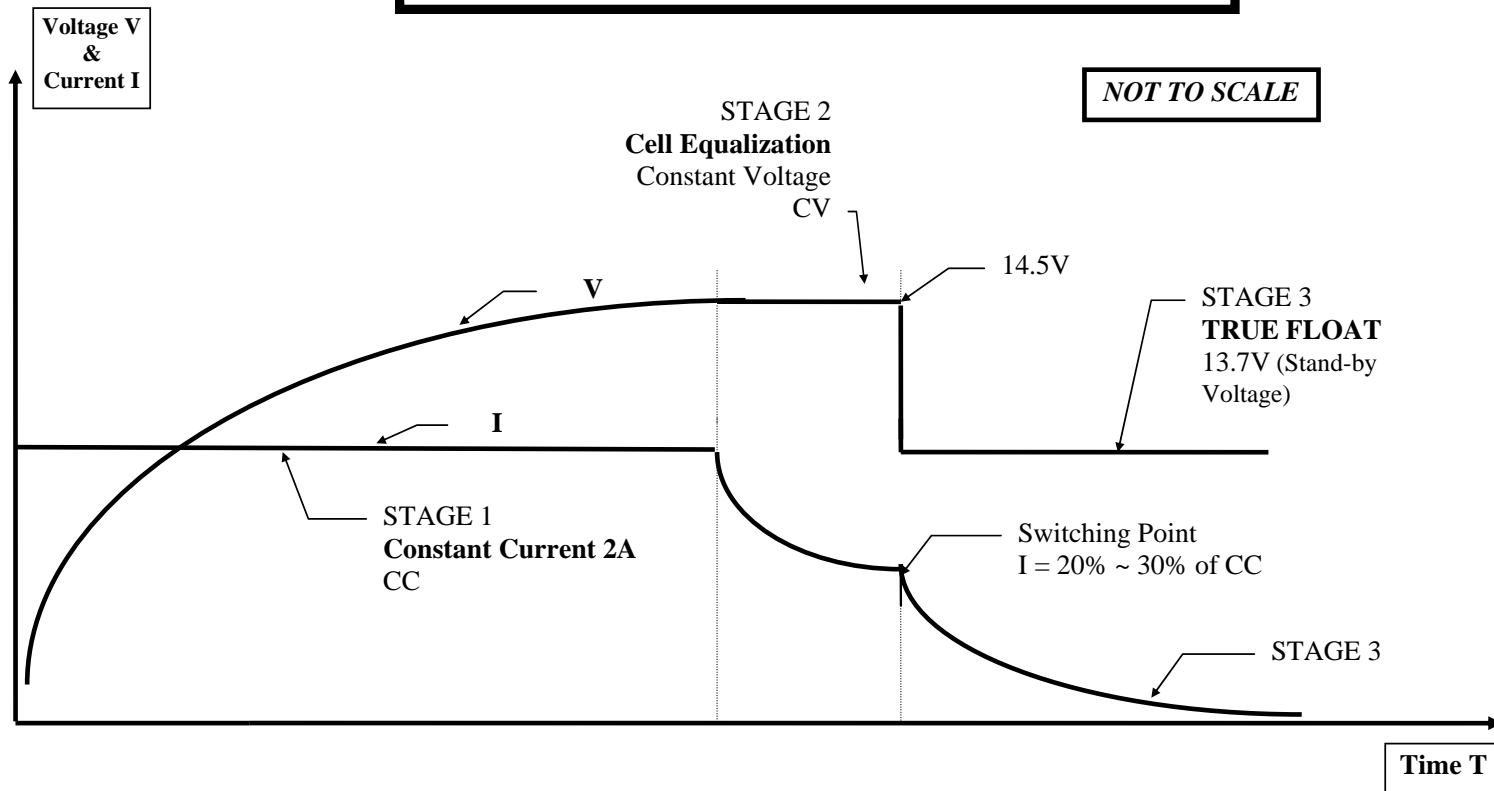 Voltage V
&
Current I
NOT TO SCALE
STAGE 2
Cell Equalization
Constant Voltage
CV
14.5V
V
STAGE 3
TRUE FLOAT
13.7V (Stand-by
Voltage)
I
STAGE 1
Constant Current 2A
CC
Switching Point
I = 20% ~ 30% of CC
STAGE 3
Time T